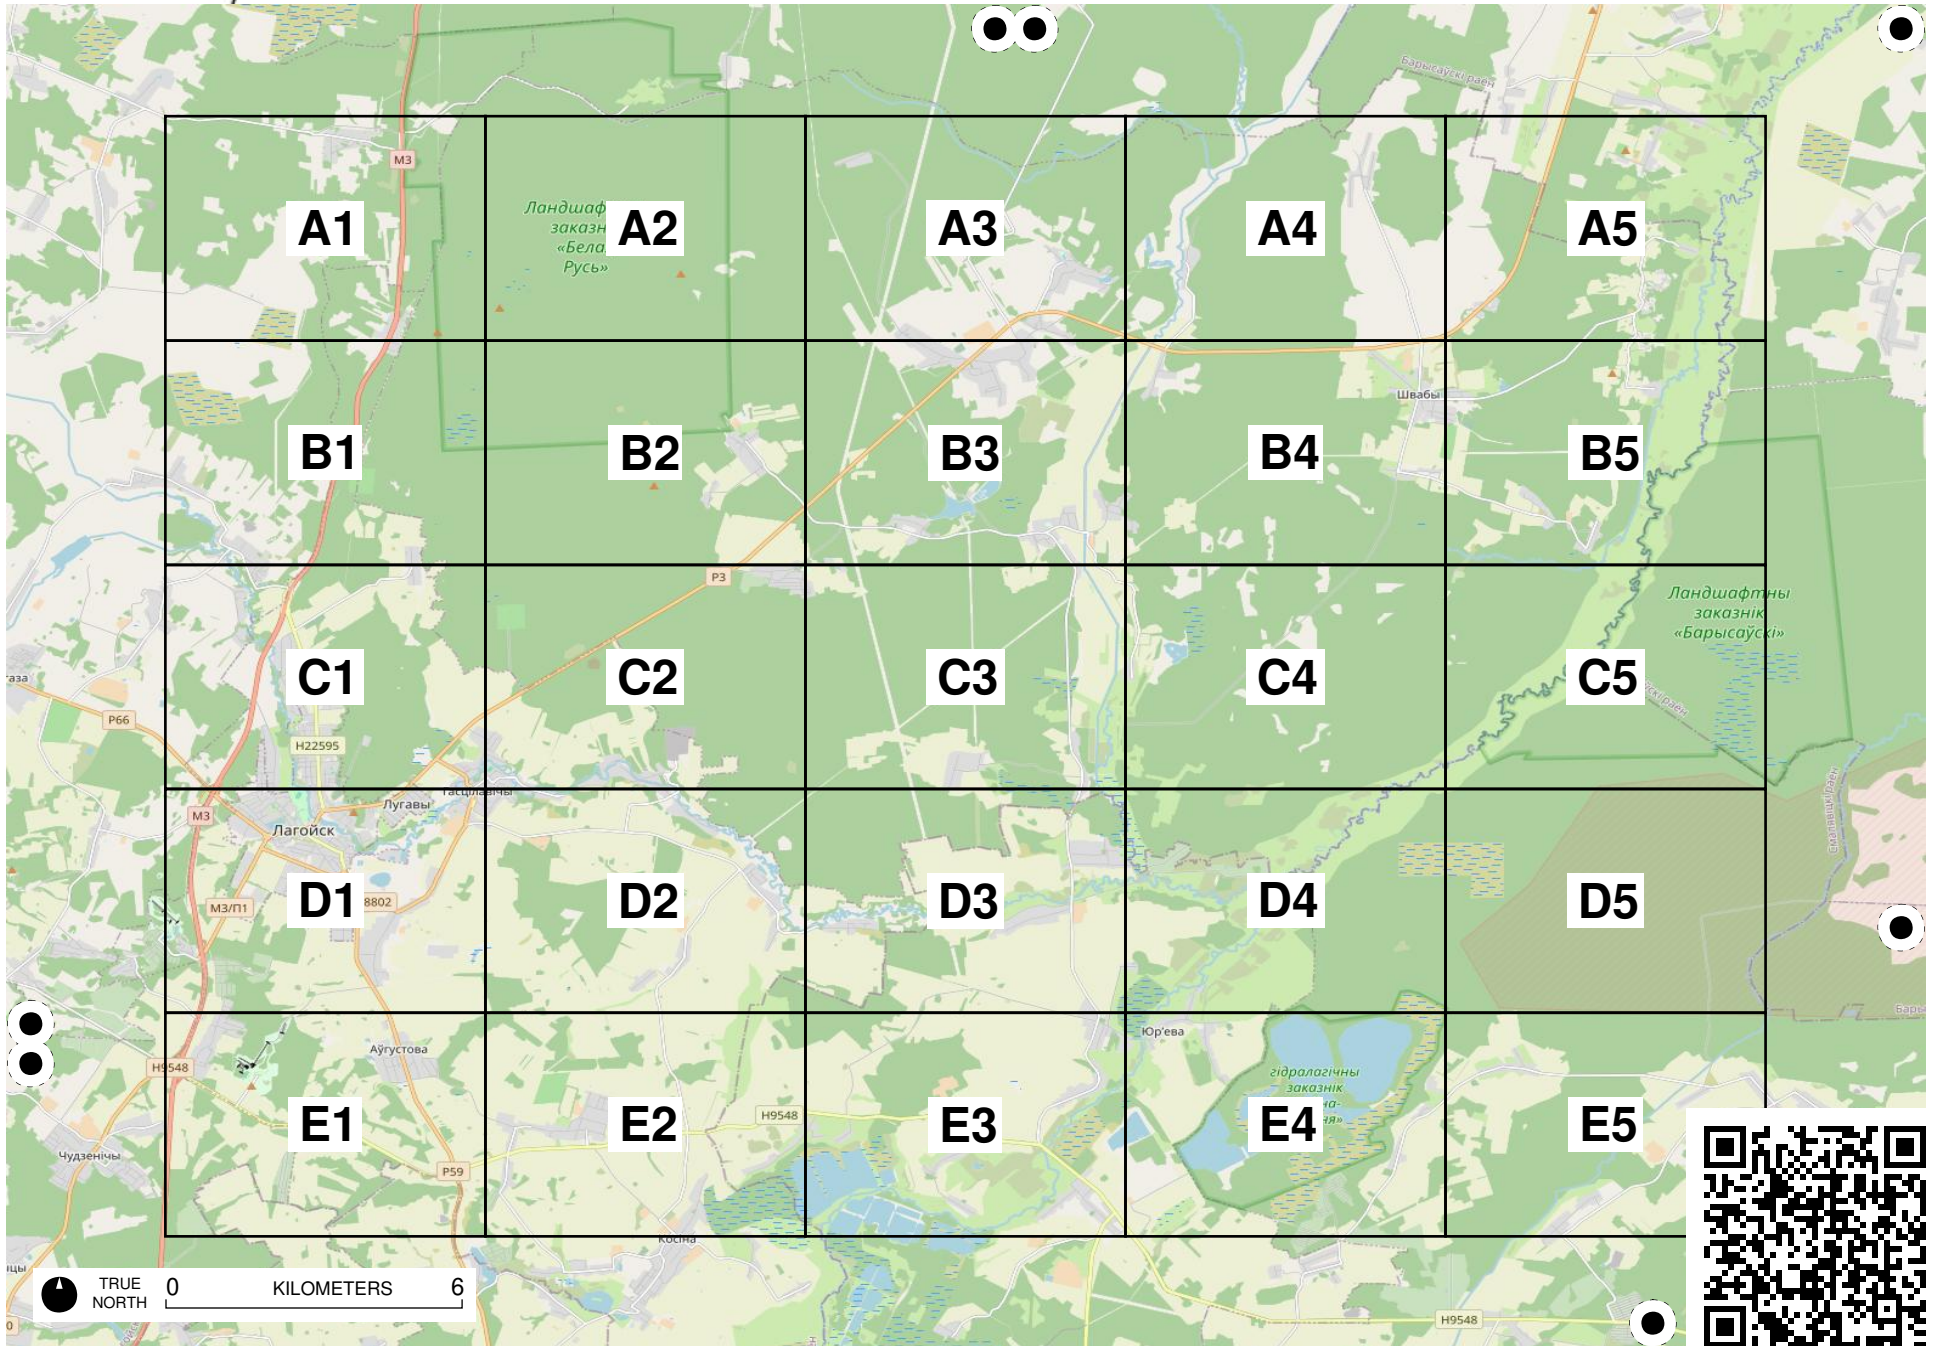 Барысаўскі раён
M3
A1
Ландшаф
заказн
«Бела
Русь»
A2
A3
A4
A5
B1
B2
B3
Швабы
B4
B5
P3
Ландшафтны
заказнік
«Барысаўскі»
C1
C2
C3
C4
C5
P66
H22595
Лугавы
M3
Лагойск
D1
8802
M3/П1
D2
D3
D4
D5
Юр'ева
H9548
Аўгустова
гідралагічны
заказнік
на-
ня»
E1
E2
H9548
E3
E4
E5
Чудзенічы
P59
Косіна
TRUE
NORTH
0
KILOMETERS
6
H9548